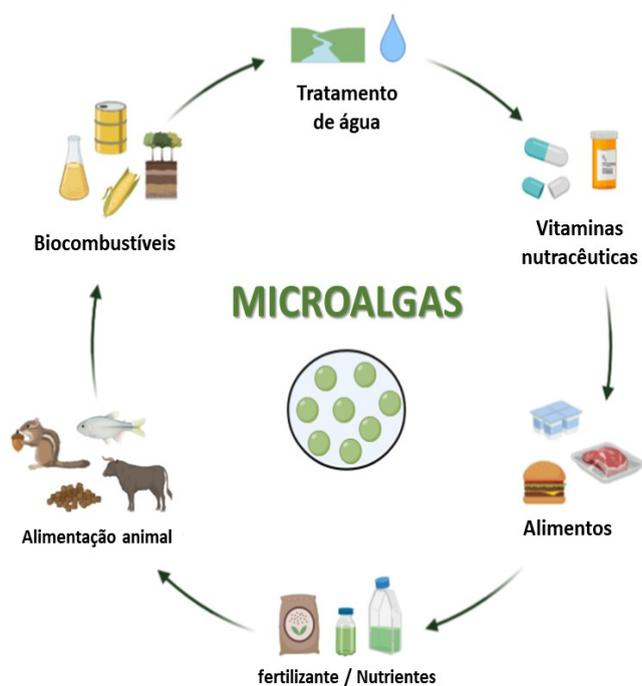 Tratamento
de água
Vitaminas
nutracêuticas
Biocombustíveis
MICROALGAS
Alimentos
Alimentação animal
fertilizante / Nutrientes